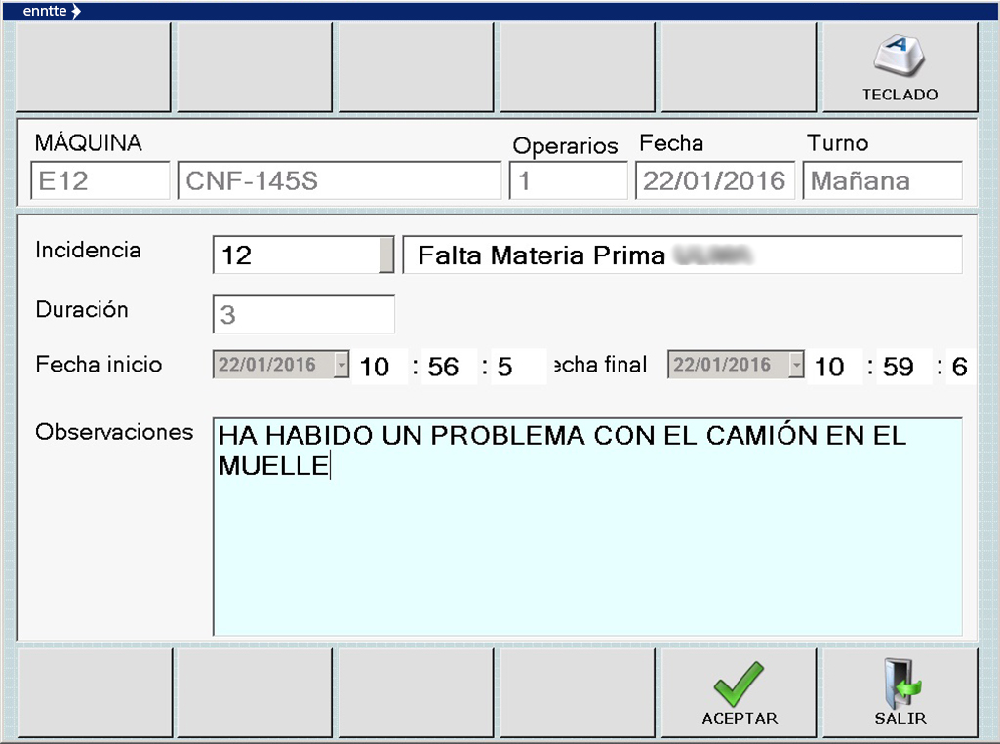 enntte
TECLADO
MÁQUINA Operarios Fecha Turno
E12 CNF-145S 1 22/01/2016 Mañana
Incidencia 12 Falta Materia Prima
Duración 3
Fecha inicio 22/01/2016 10 : 56 : 5 echa final 22/01/2016 10 : 59 : 6
Observaciones HA HABIDO UN PROBLEMA CON EL CAMIÓN EN EL
MUELLE
ACEPTAR SALIR